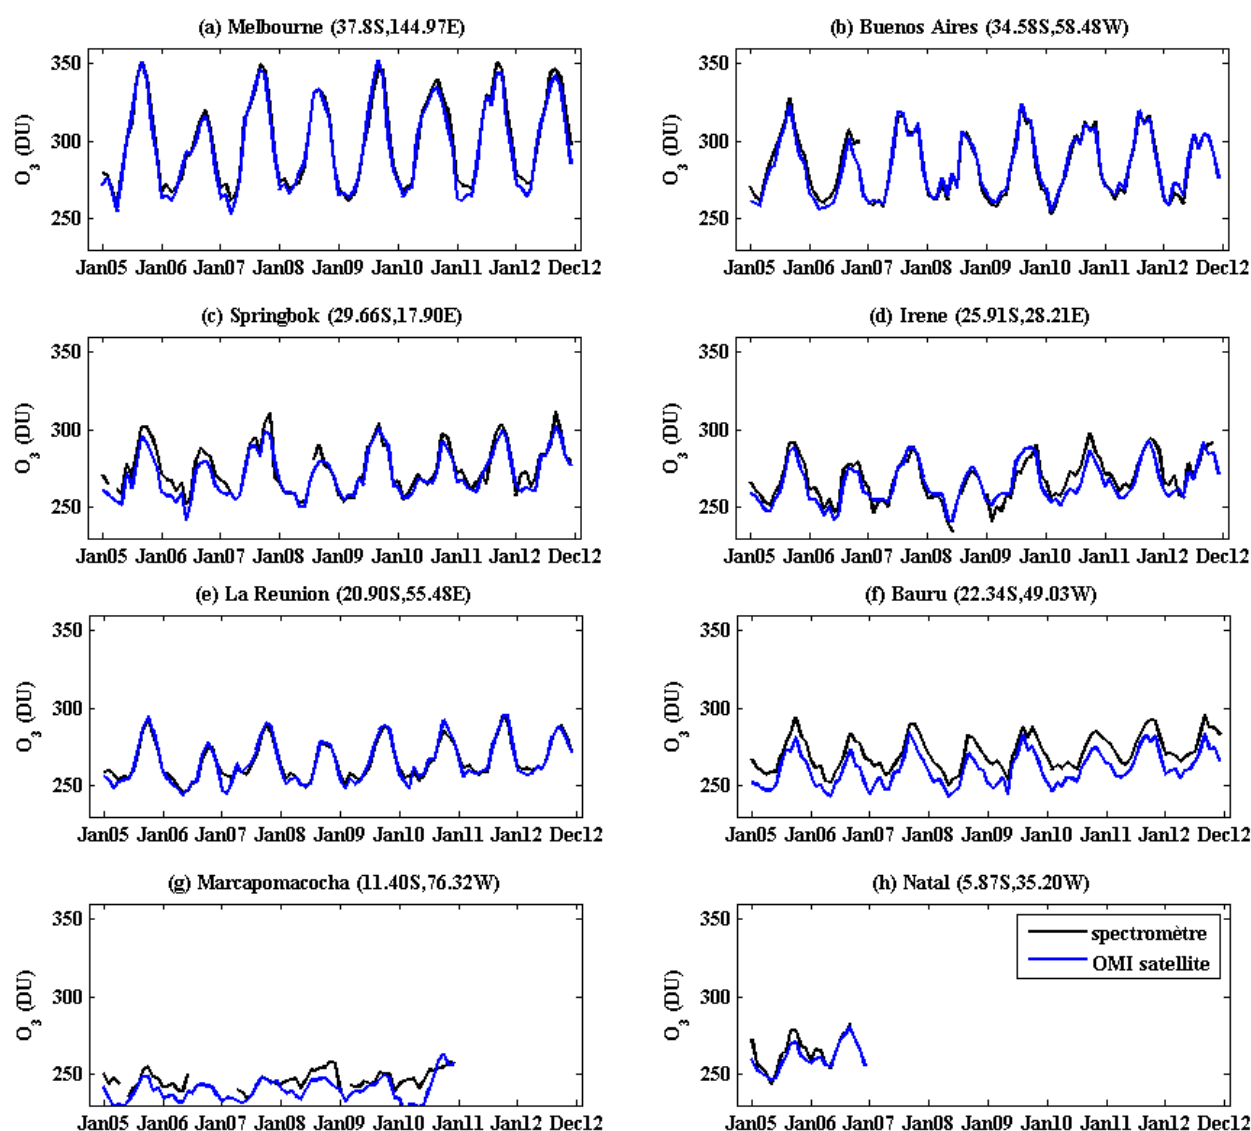 (a) Melbourne (37.8S,144.97E)
350
300
250
O3 (DU)
Jan05 Jan06 Jan07 Jan08 Jan09 Jan10 Jan11 Jan12 Dec12
(b) Buenos Aires (34.58S,58.48W)
350
300
250
O3 (DU)
Jan05 Jan06 Jan07 Jan08 Jan09 Jan10 Jan11 Jan12 Dec12
(c) Springbok (29.66S,17.90E)
350
300
250
O3 (DU)
Jan05 Jan06 Jan07 Jan08 Jan09 Jan10 Jan11 Jan12 Dec12
(d) Irene (25.91S,28.21E)
350
300
250
O3 (DU)
Jan05 Jan06 Jan07 Jan08 Jan09 Jan10 Jan11 Jan12 Dec12
(e) La Reunion (20.90S,55.48E)
350
300
250
O3 (DU)
Jan05 Jan06 Jan07 Jan08 Jan09 Jan10 Jan11 Jan12 Dec12
(f) Bauru (22.34S,49.03W)
350
300
250
O3 (DU)
Jan05 Jan06 Jan07 Jan08 Jan09 Jan10 Jan11 Jan12 Dec12
(g) Marcapomacocha (11.40S,76.32W)
350
300
250
O3 (DU)
Jan05 Jan06 Jan07 Jan08 Jan09 Jan10 Jan11 Jan12 Dec12
(h) Natal (5.87S,35.20W)
350
300
250
O3 (DU)
spectromètre
OMI satellite
Jan05 Jan06 Jan07 Jan08 Jan09 Jan10 Jan11 Jan12 Dec12